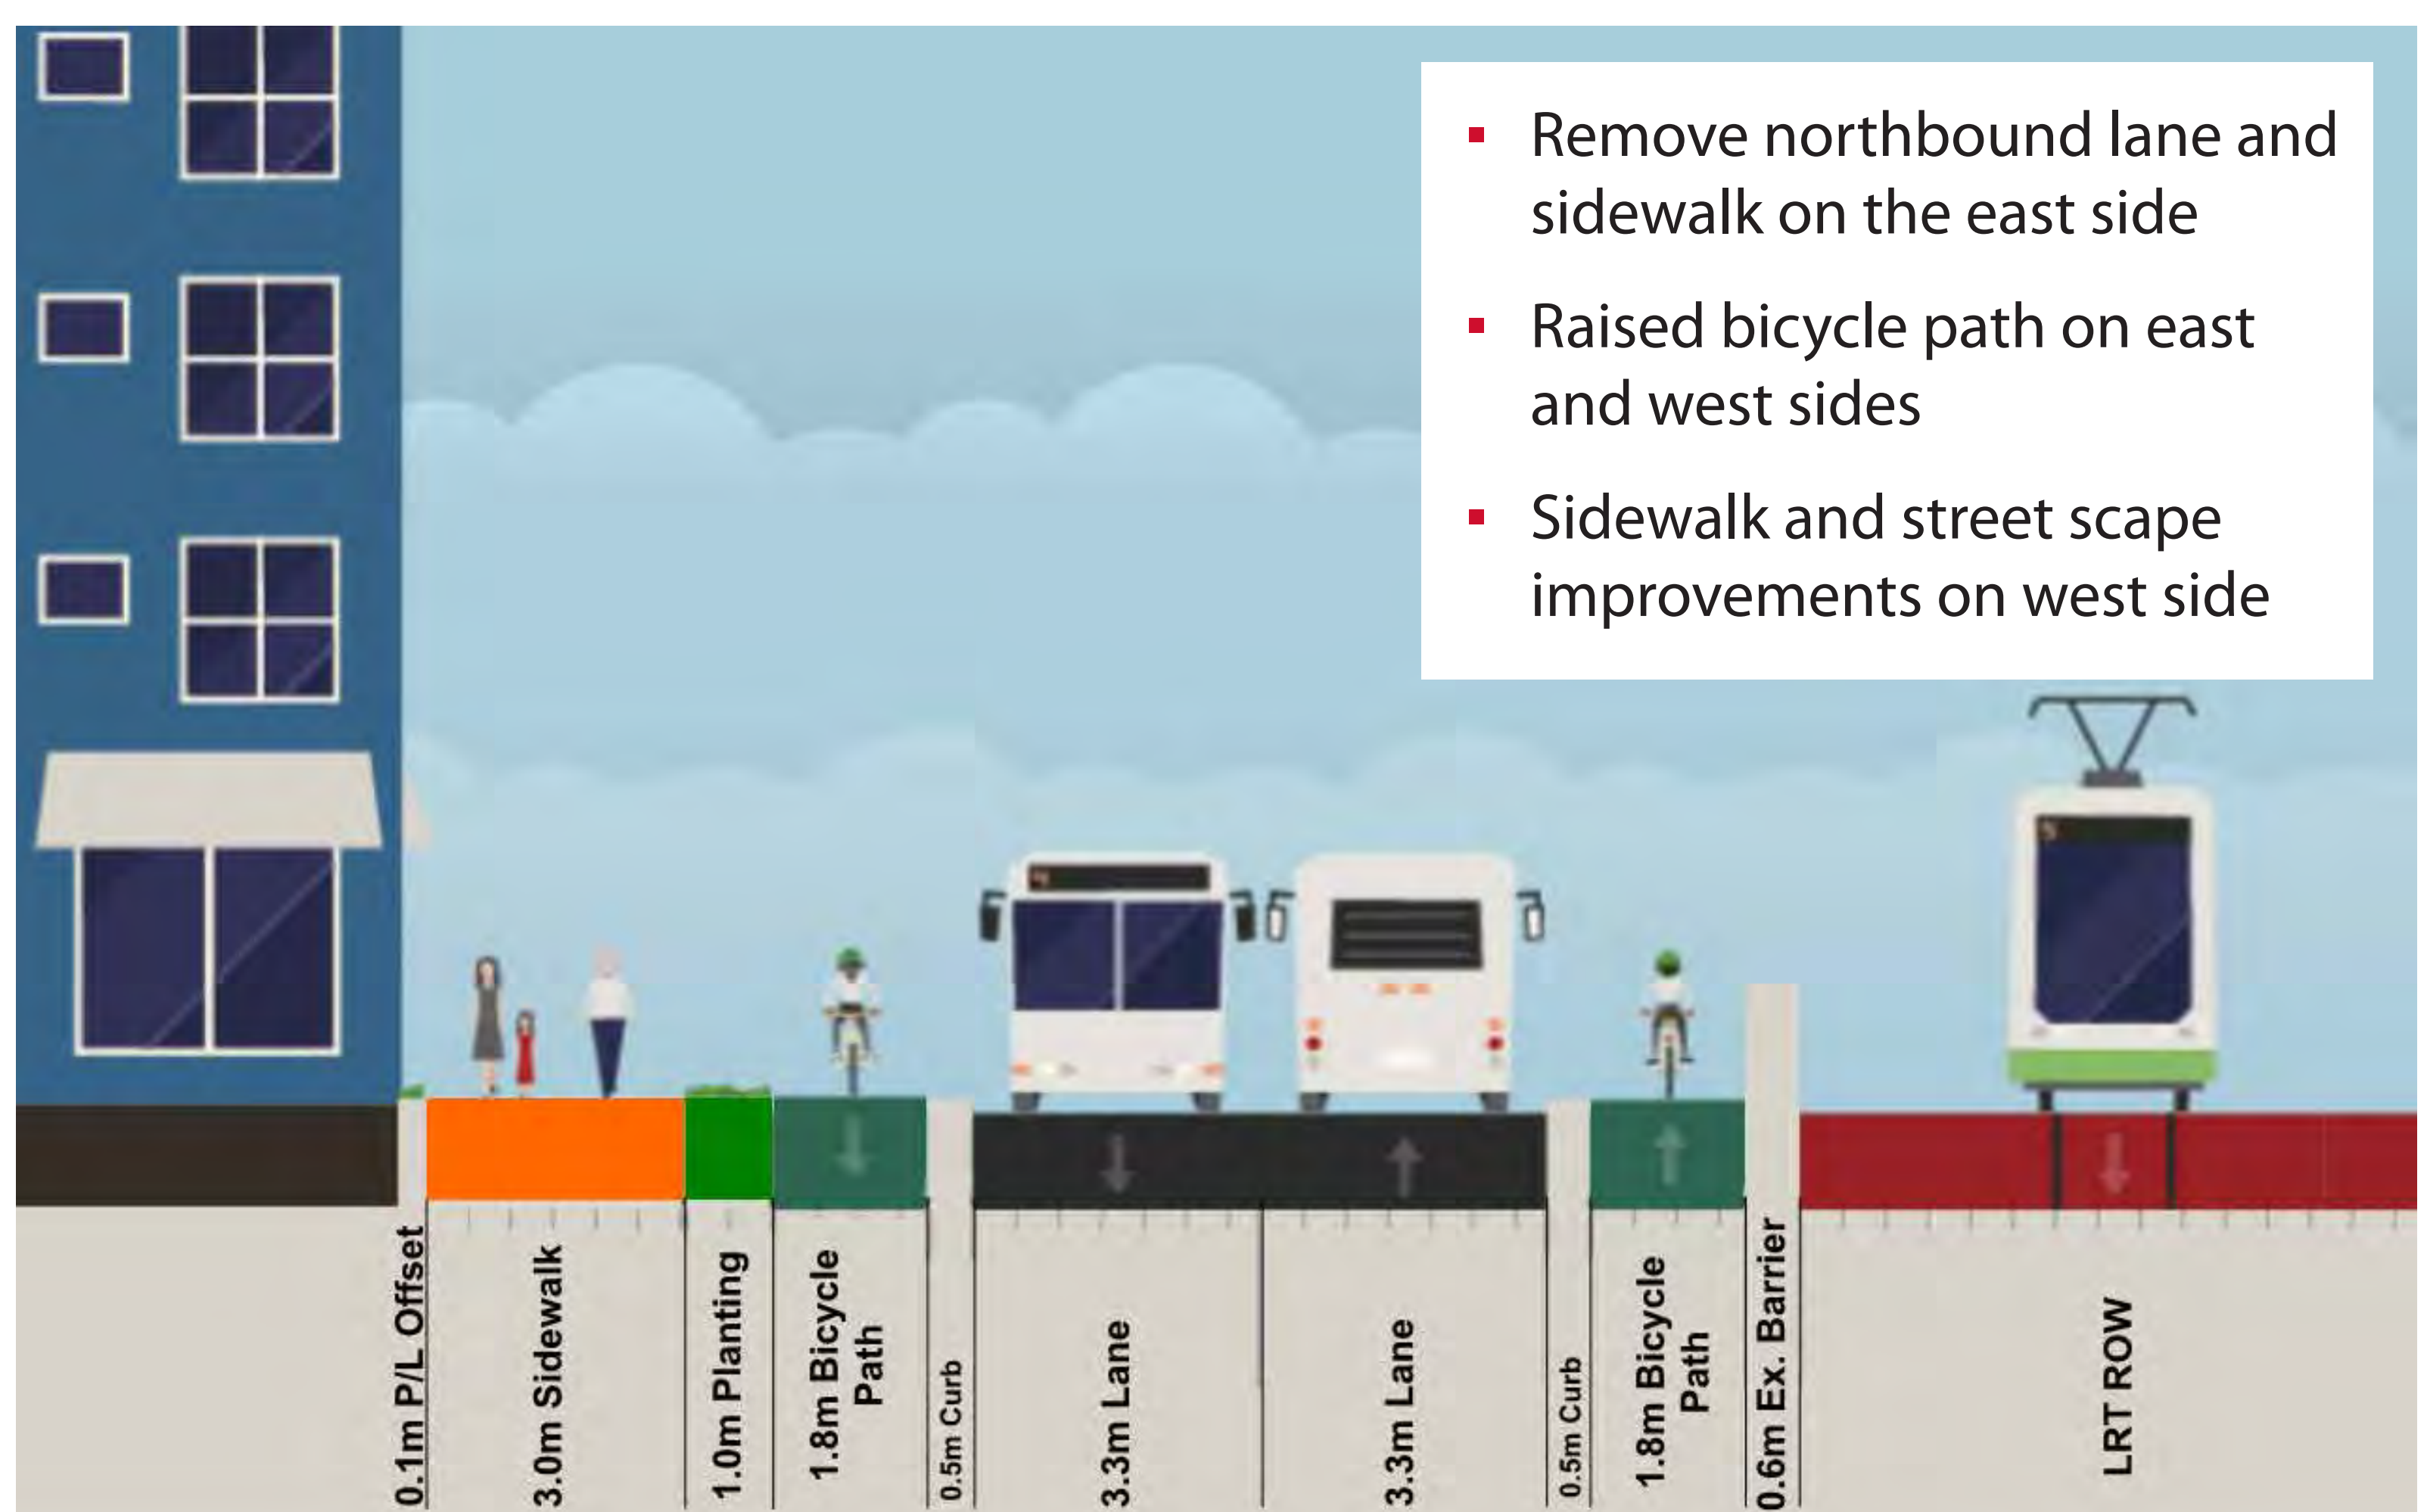 ▪ Remove northbound lane and
sidewalk on the east side
▪ Raised bicycle path on east
and west sides
▪ Sidewalk and street scape
improvements on west side
0.1m P/L Offset
3.0m Sidewalk
1.0m Planting
1.8m Bicycle
Path
0.5m Curb
3.3m Lane
3.3m Lane
0.5m Curb
1.8m Bicycle
Path
0.6m Ex. Barrier
LRT ROW